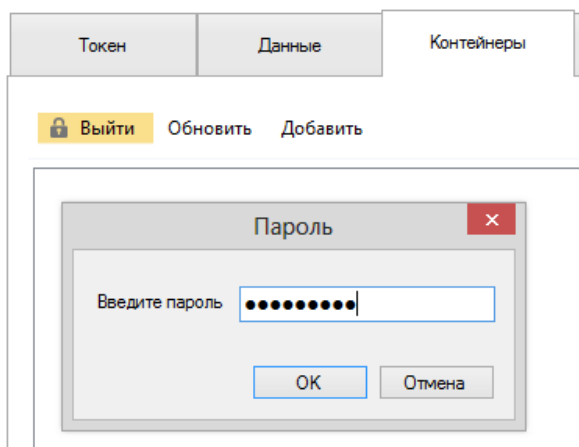 Токен Данные Контейнеры
Выйти Обновить Добавить
Пароль
Введите пароль ●●●●●●●●●
OK Отмена